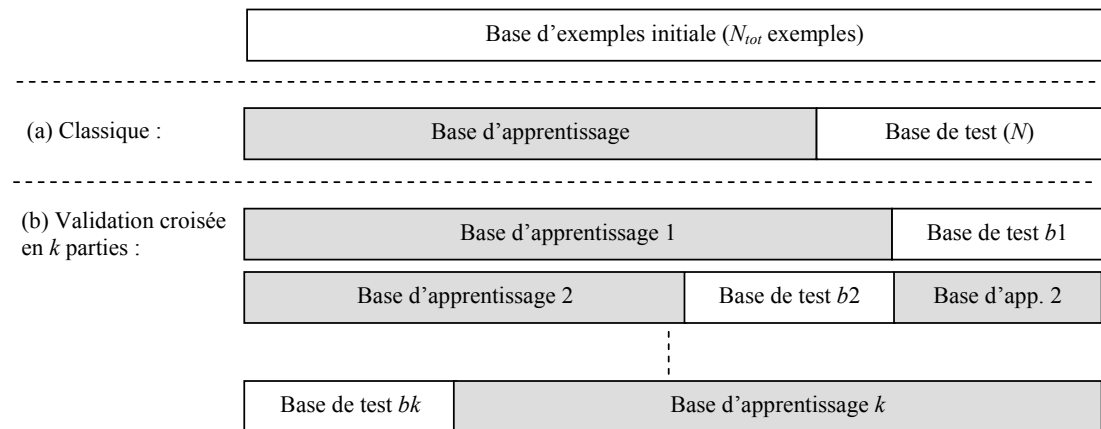 Base d’exemples initiale (Ntot exemples)
(a) Classique :
Base d’apprentissage
Base de test (N)
(b) Validation croisée
en k parties :
Base d’apprentissage 1
Base de test b1
Base d’apprentissage 2
Base de test b2
Base d’app. 2
Base de test bk
Base d’apprentissage k